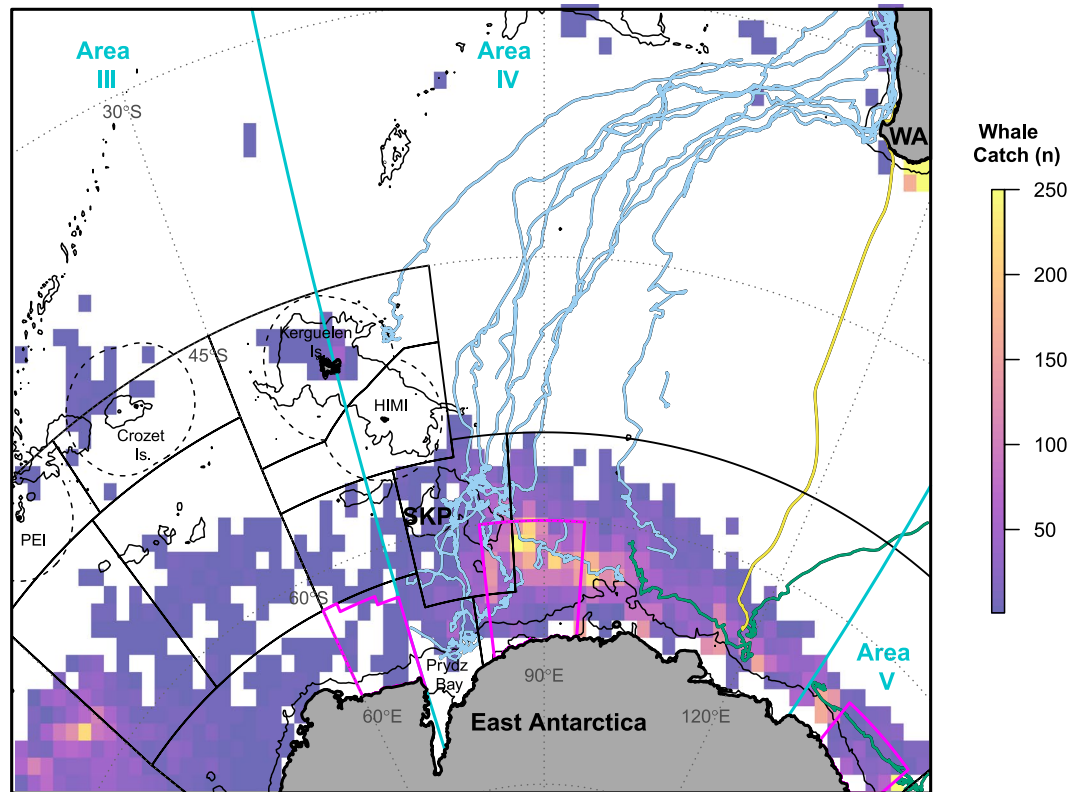 Area
III
Area
IV
30°S
WA
Whale
Catch (n)
250
200
150
100
50
Kerguelen
Is.
45°S
HIMI
Crozet
Is.
SKP
PEI
60°S
Prydz
Bay
90°E
Area
V
60°E
East Antarctica
120°E